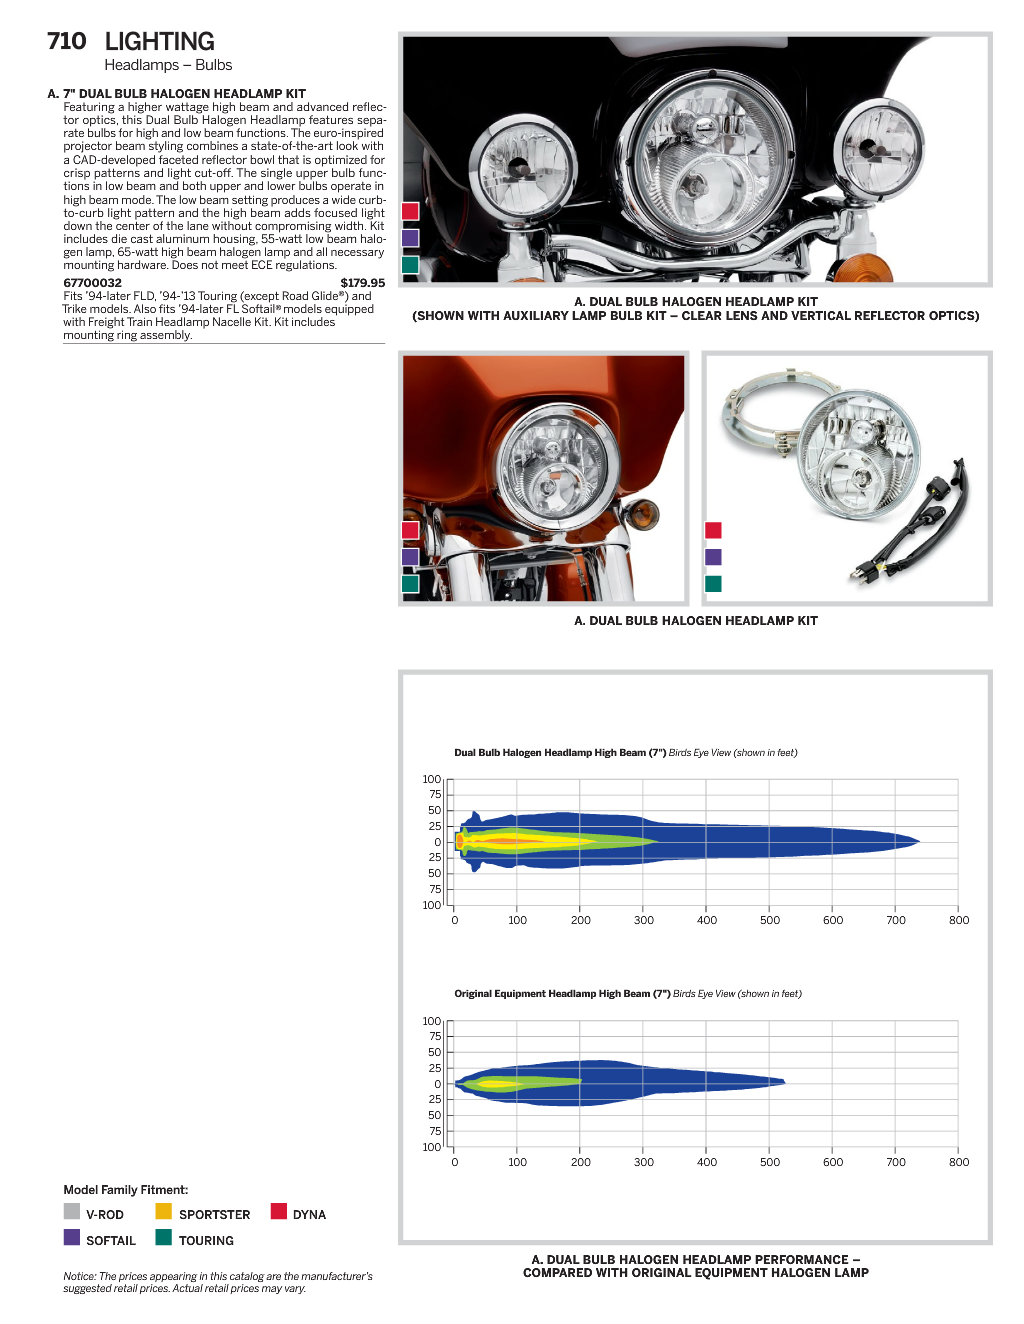 710 LIGHTING
Headlamps – Bulbs
A. 7" DUAL BULB HALOGEN HEADLAMP KIT
Featuring a higher wattage high beam and advanced reflec-
tor optics, this Dual Bulb Halogen Headlamp features sepa-
rate bulbs for high and low beam functions. The euro-inspired
projector beam styling combines a state-of-the-art look with
a CAD-developed faceted reflector bowl that is optimized for
crisp patterns and light cut-off. The single upper bulb func-
tions in low beam and both upper and lower bulbs operate in
high beam mode. The low beam setting produces a wide curb-
to-curb light pattern and the high beam adds focused light
down the center of the lane without compromising width. Kit
includes die cast aluminum housing, 55-watt low beam halo-
gen lamp, 65-watt high beam halogen lamp and all necessary
mounting hardware. Does not meet ECE regulations.
67700032 $179.95
Fits '94-later FLD, '94-'13 Touring (except Road Glide®) and
Trike models. Also fits '94-later FL Softail® models equipped
with Freight Train Headlamp Nacelle Kit. Kit includes
mounting ring assembly.
A. DUAL BULB HALOGEN HEADLAMP KIT
(SHOWN WITH AUXILIARY LAMP BULB KIT – CLEAR LENS AND VERTICAL REFLECTOR OPTICS)
A. DUAL BULB HALOGEN HEADLAMP KIT
Dual Bulb Halogen Headlamp High Beam (7") Birds Eye View (shown in feet)
100
75
50
25
0
25
50
75
100
0 100 200 300 400 500 600 700 800
Original Equipment Headlamp High Beam (7") Birds Eye View (shown in feet)
100
75
50
25
0
25
50
75
100
0 100 200 300 400 500 600 700 800
A. DUAL BULB HALOGEN HEADLAMP PERFORMANCE –
COMPARED WITH ORIGINAL EQUIPMENT HALOGEN LAMP
Model Family Fitment:
V-ROD SPORTSTER DYNA
SOFTAIL TOURING
Notice: The prices appearing in this catalog are the manufacturer's
suggested retail prices. Actual retail prices may vary.